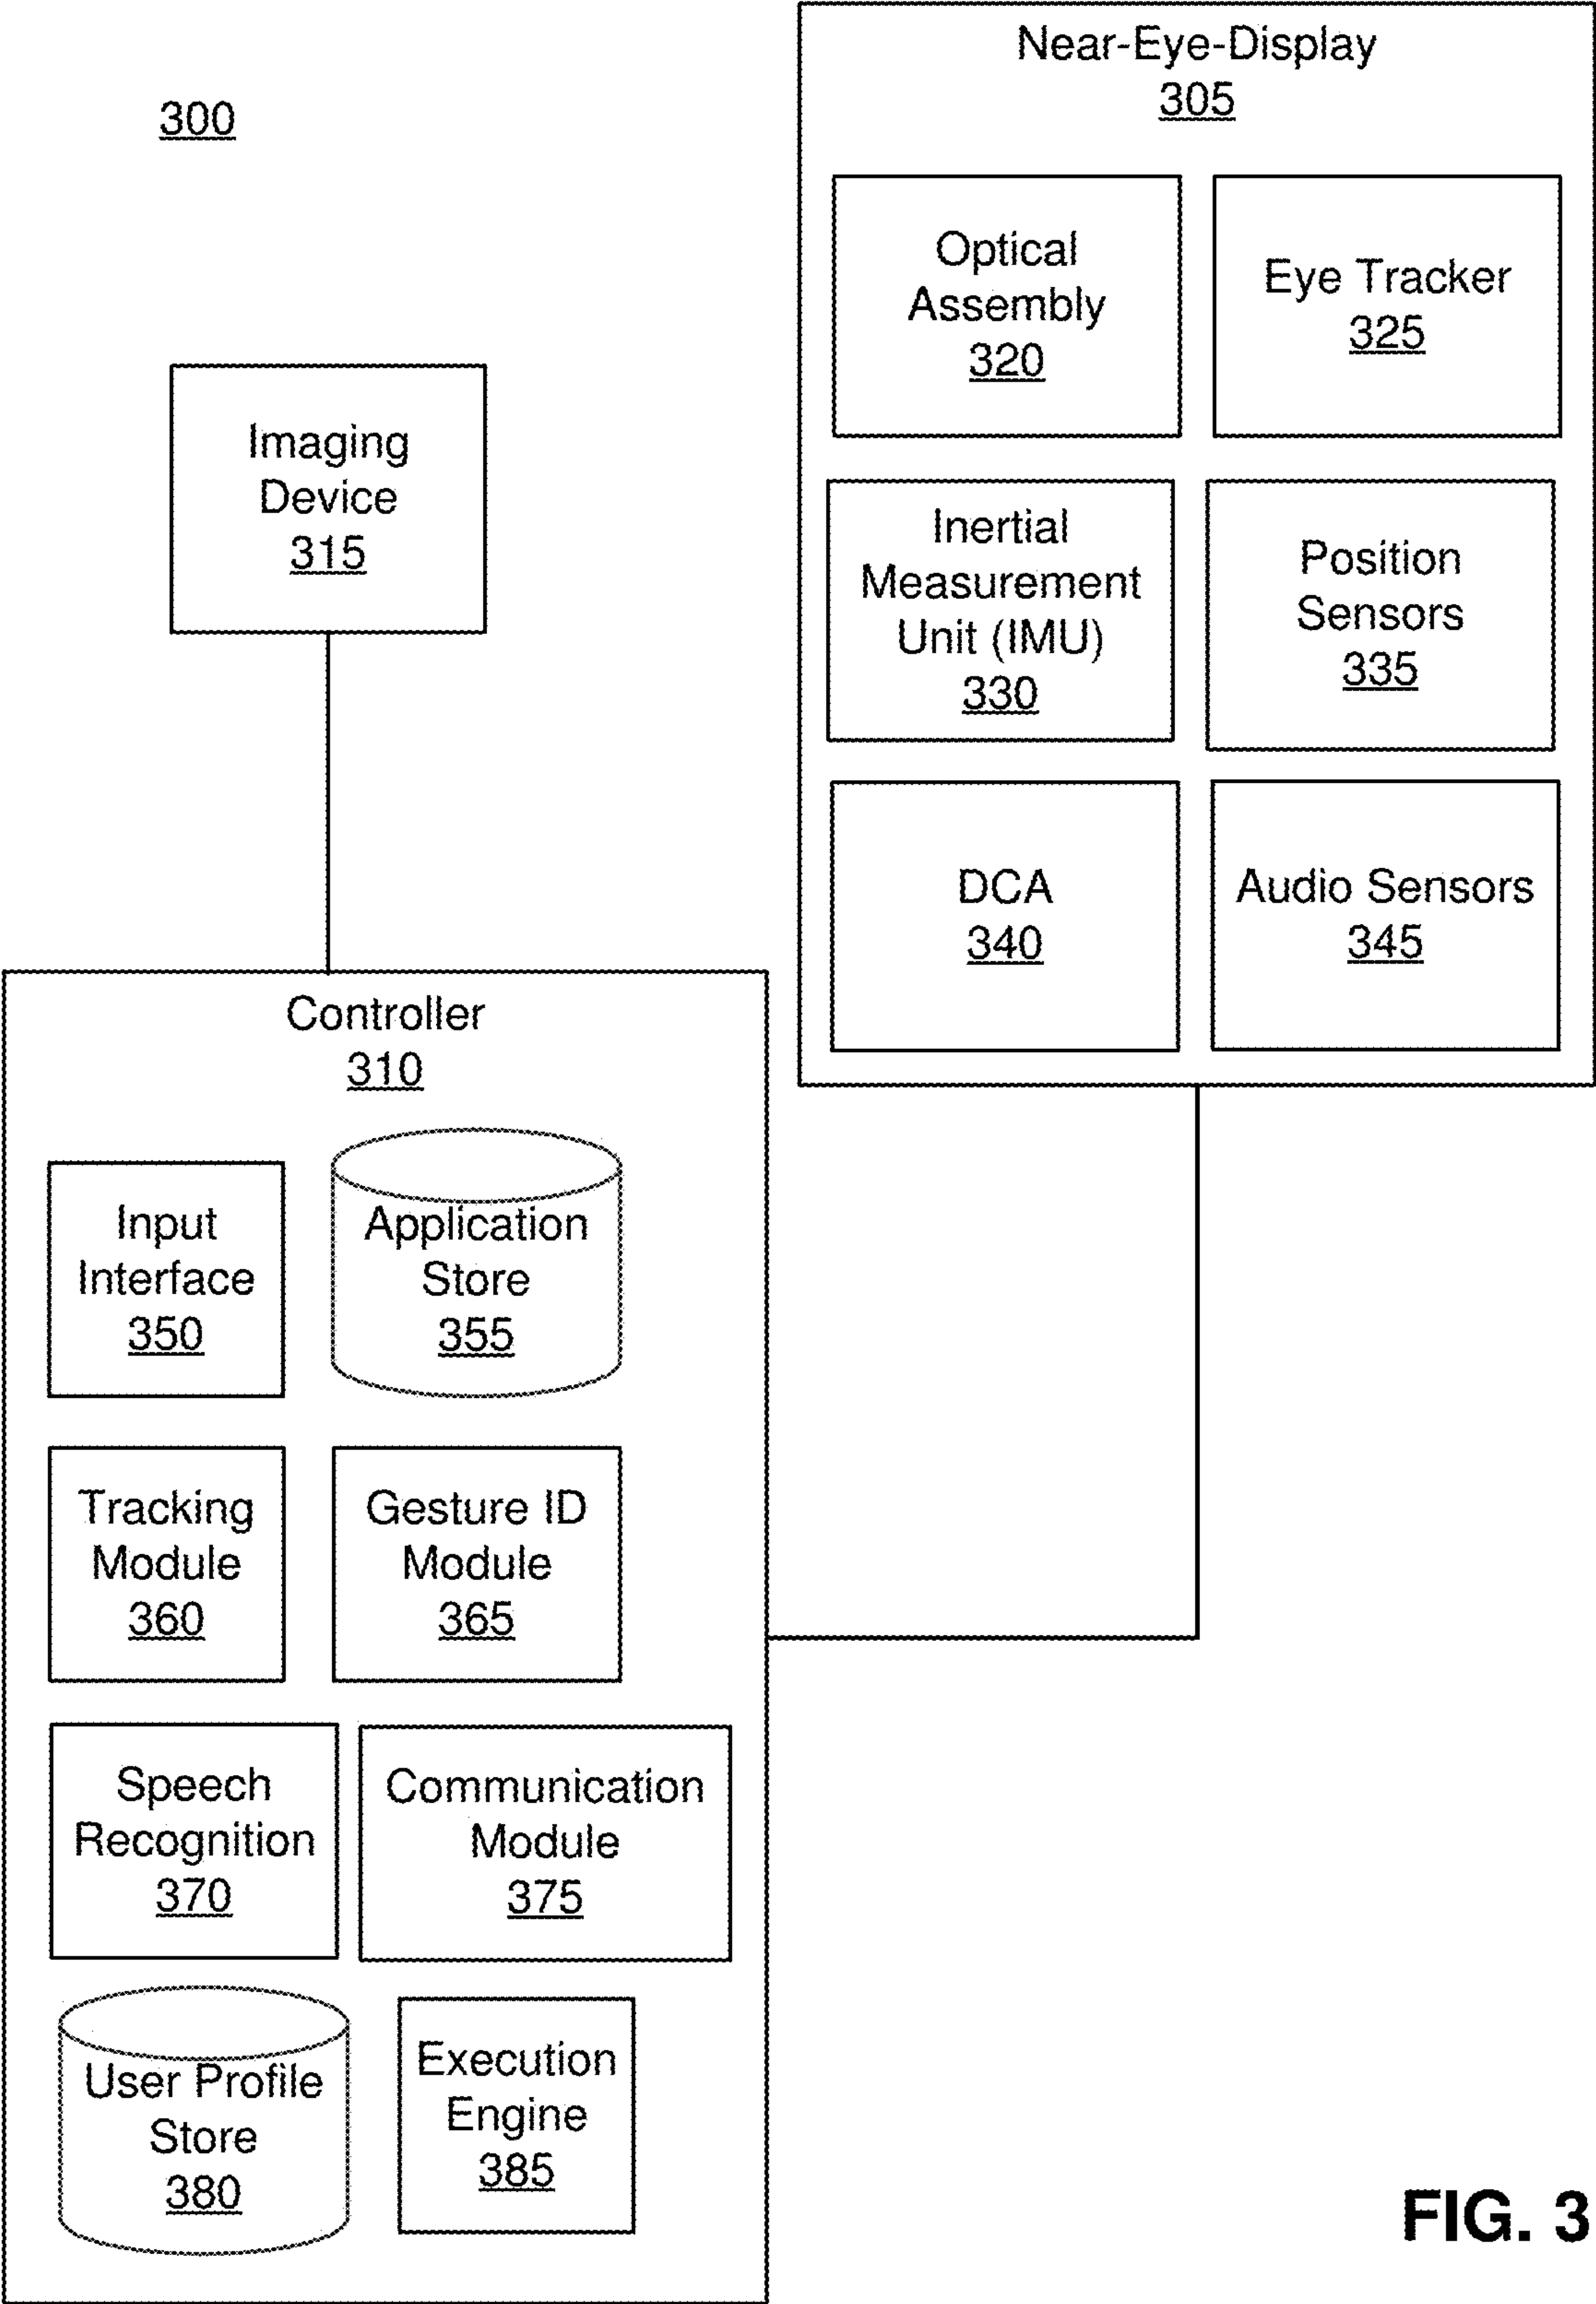 300
Near-Eye-Display
305
Optical
Assembly
320
Eye Tracker
325
Imaging
Device
315
Inertial
Measurement
Unit (IMU)
330
Position
Sensors
335
DCA
340
Audio Sensors
345
Controller
310
Input
Interface
350
Application
Store
355
Tracking
Module
360
Gesture ID
Module
365
Speech
Recognition
370
Communication
Module
375
User Profile
Store
380
Execution
Engine
385
FIG. 3